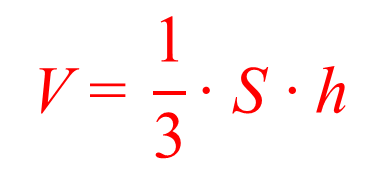 V = 1/3 · S · h